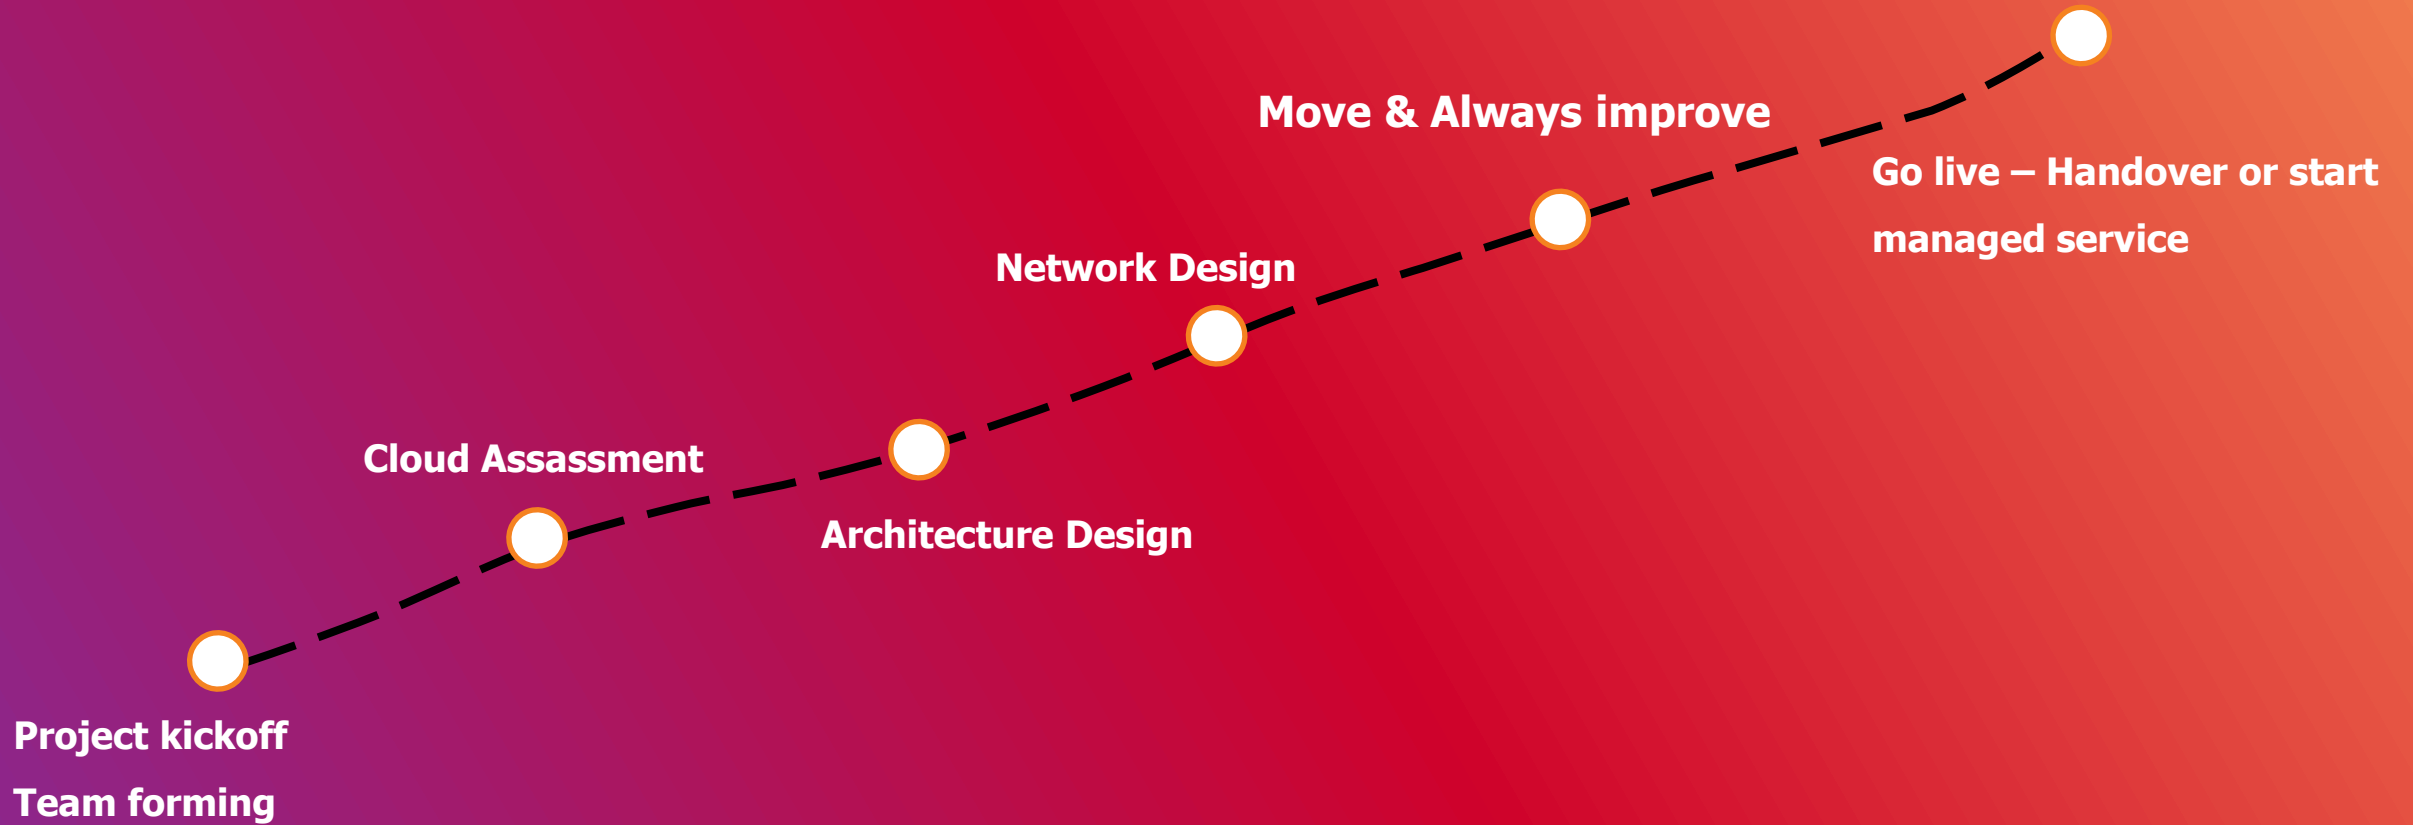 Move & Always improve
Go live – Handover or start
managed service
Network Design
Cloud Assassment
Architecture Design
Project kickoff
Team forming